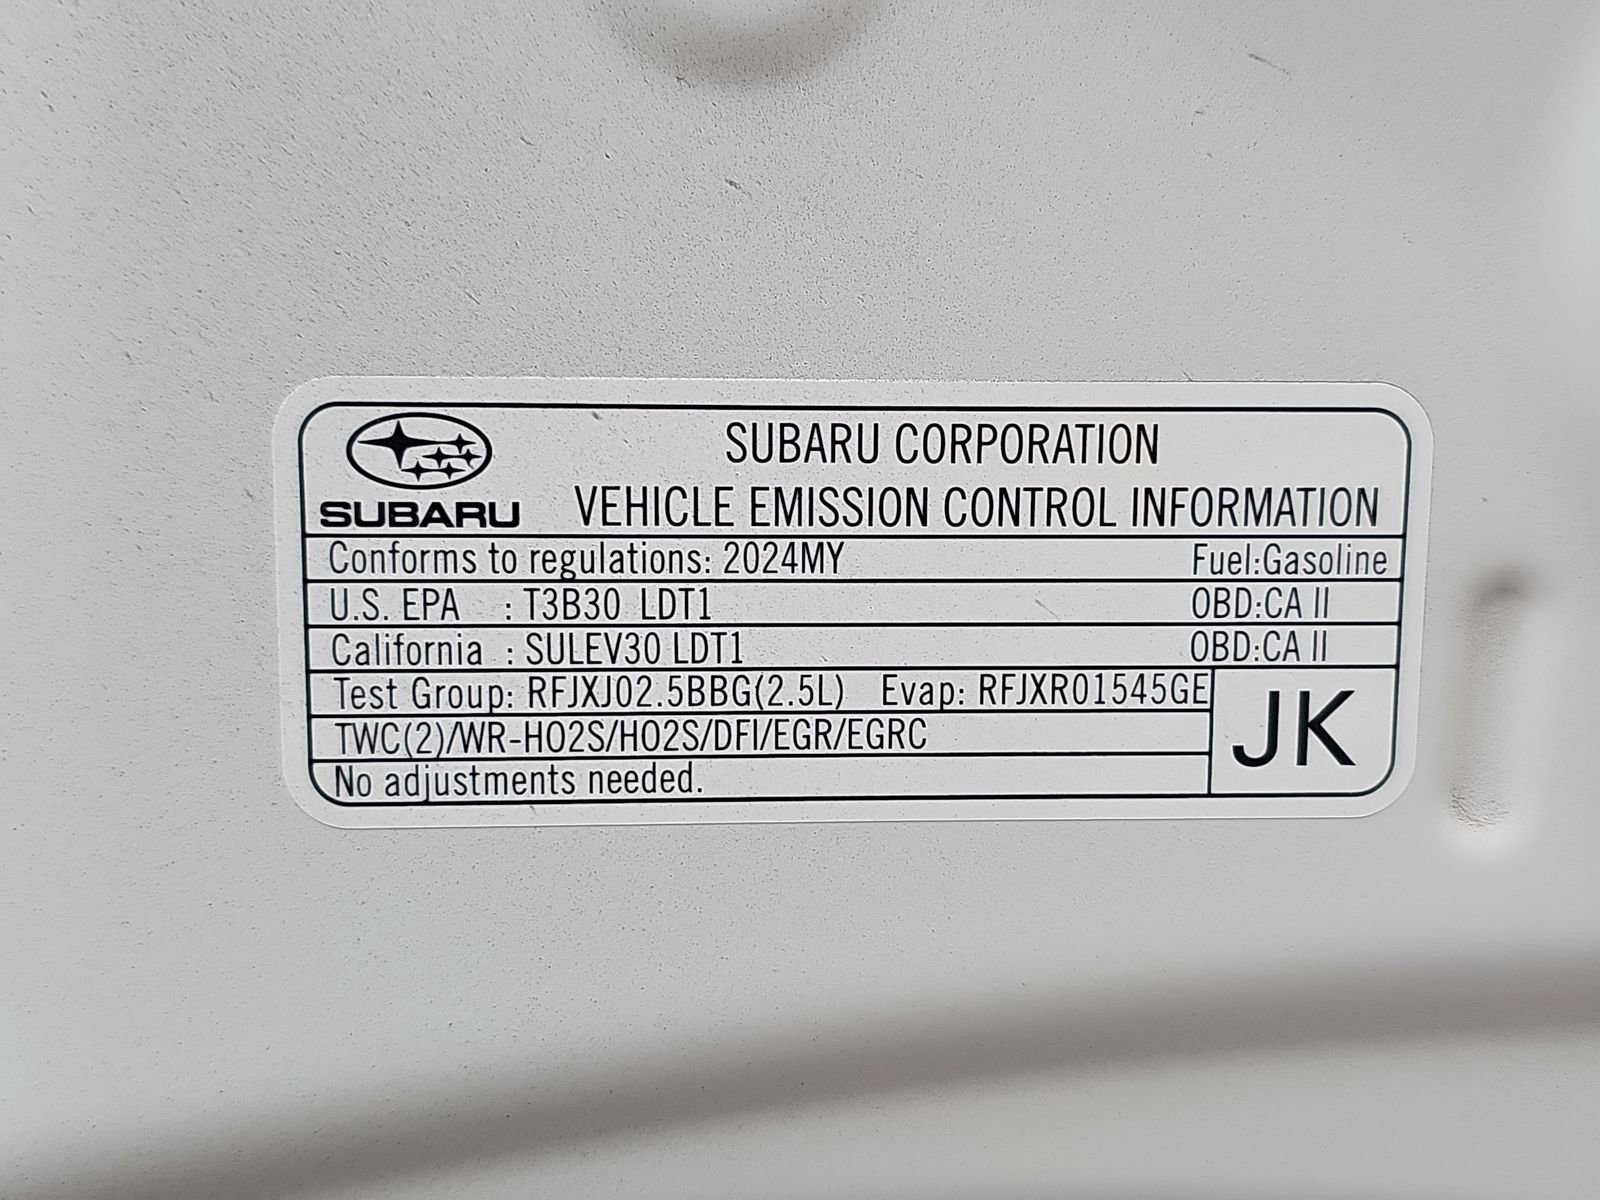 SUBARU CORPORATION
SUBARU VEHICLE EMISSION CONTROL INFORMATION
Conforms to regulations: 2024MY Fuel:Gasoline
U.S. EPA : T3B30 LDT1 OBD:CA II
California : SULEV30 LDT1 OBD:CA II
Test Group: RFJXJ02.5BBG(2.5L) Evap: RFJXR01545GE
TWC(2)/WR-HO2S/HO2S/DFI/EGR/EGRC
JK
No adjustments needed.